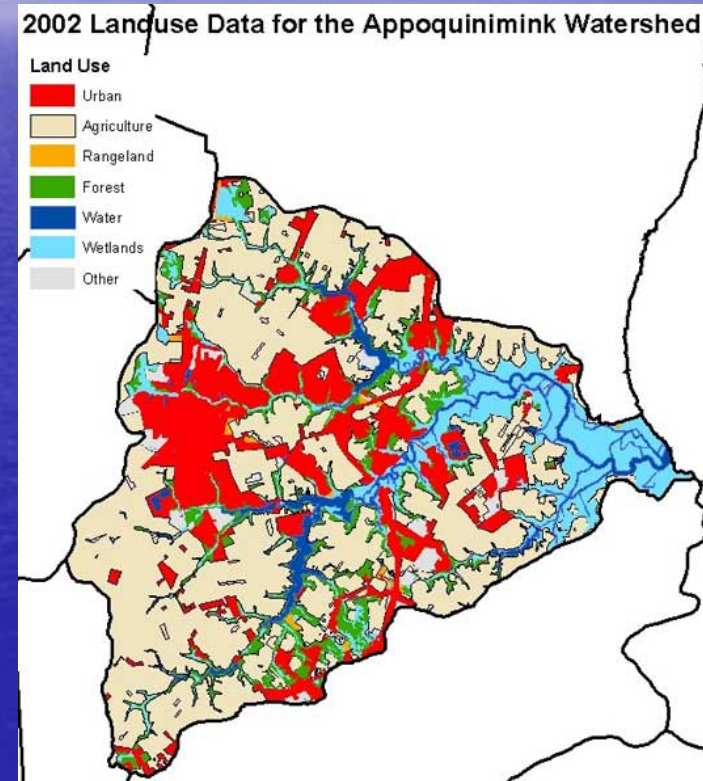 2002 Landuse Data for the Appoquinimink Watershed
Land Use
Urban
Agriculture
Rangeland
Forest
Water
Wetlands
Other